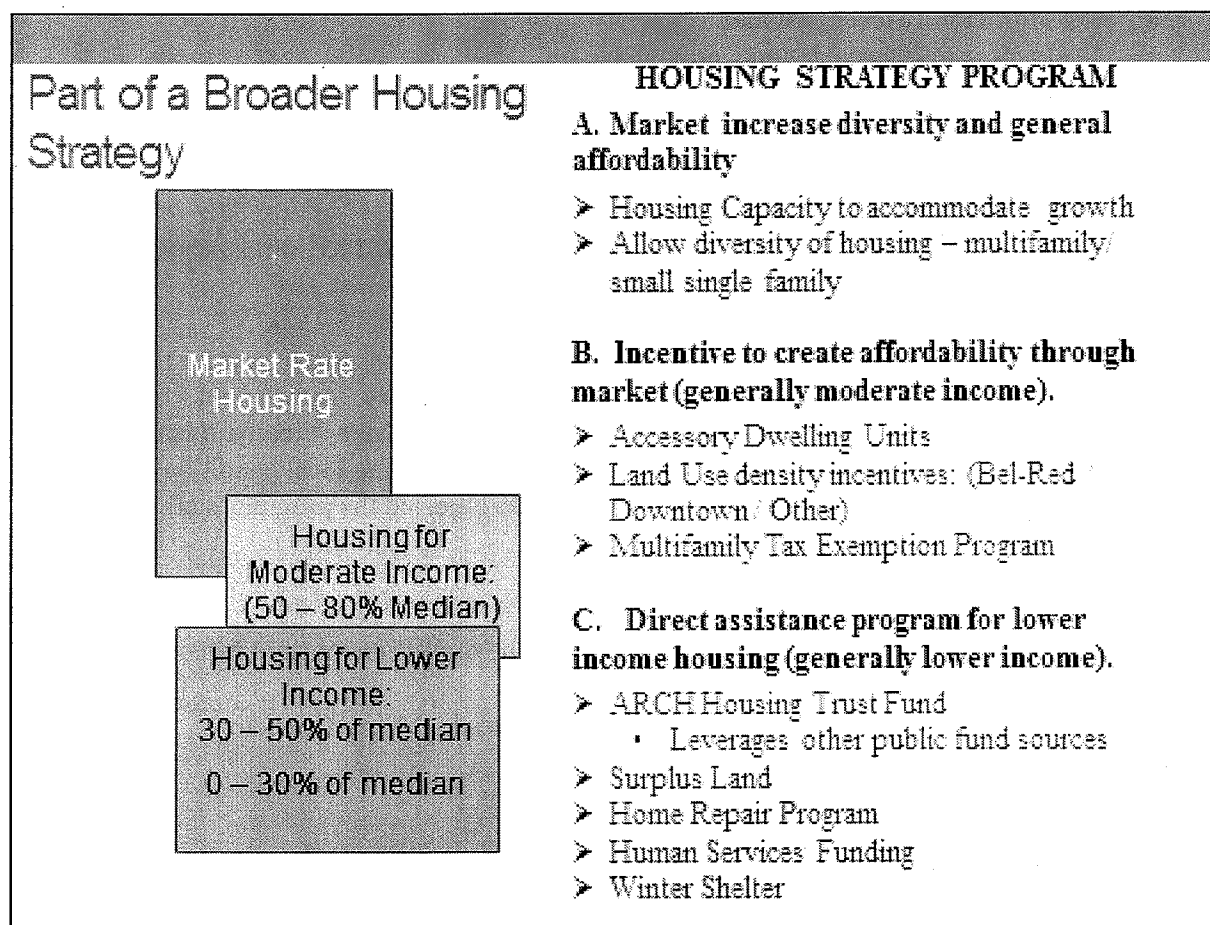 Part of a Broader Housing
Strategy
Market Rate
Housing
Housing for
Moderate Income:
(50 – 80% Median)
Housing for Lower
Income:
30 – 50% of median
0 – 30% of median
HOUSING STRATEGY PROGRAM
A. Market increase diversity and general
affordability
➢ Housing Capacity to accommodate growth
➢ Allow diversity of housing – multifamily/
small single family
B. Incentive to create affordability through
market (generally moderate income).
➢ Accessory Dwelling Units
➢ Land Use density incentives: (Bel-Red /
Downtown / Other)
➢ Multifamily Tax Exemption Program
C. Direct assistance program for lower
income housing (generally lower income).
➢ ARCH Housing Trust Fund
▪ Leverages other public fund sources
➢ Surplus Land
➢ Home Repair Program
➢ Human Services Funding
➢ Winter Shelter